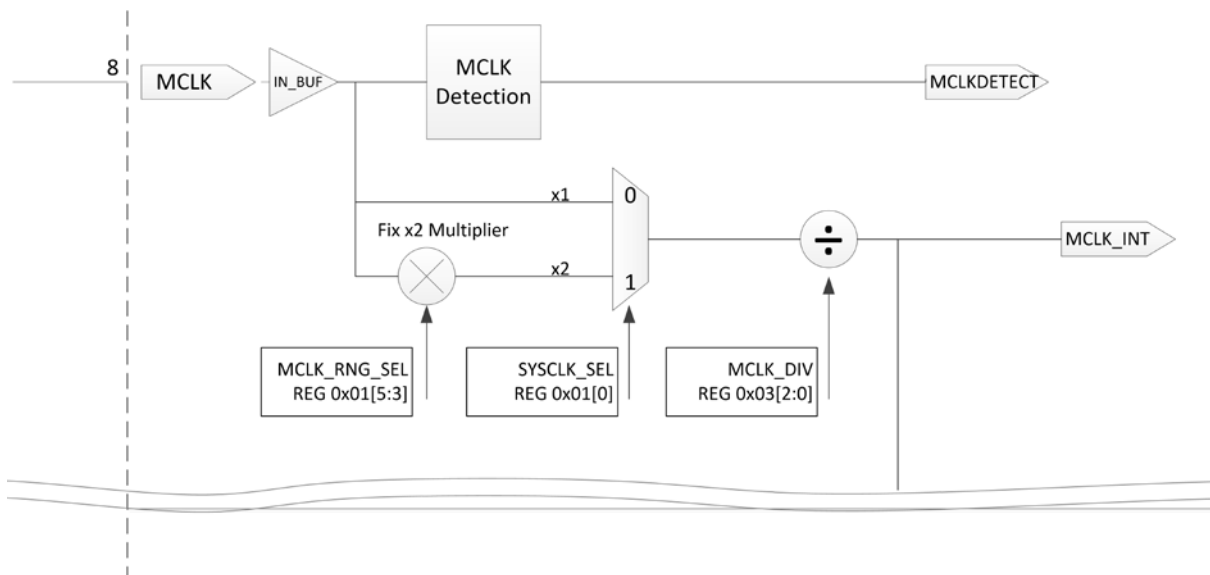 8
MCLK
IN_BUF
MCLK
Detection
MCLKDETECT
x1
0
Fix x2 Multiplier
x2
1
÷
MCLK_INT
MCLK_RNG_SEL
REG 0x01[5:3]
SYSCLK_SEL
REG 0x01[0]
MCLK_DIV
REG 0x03[2:0]